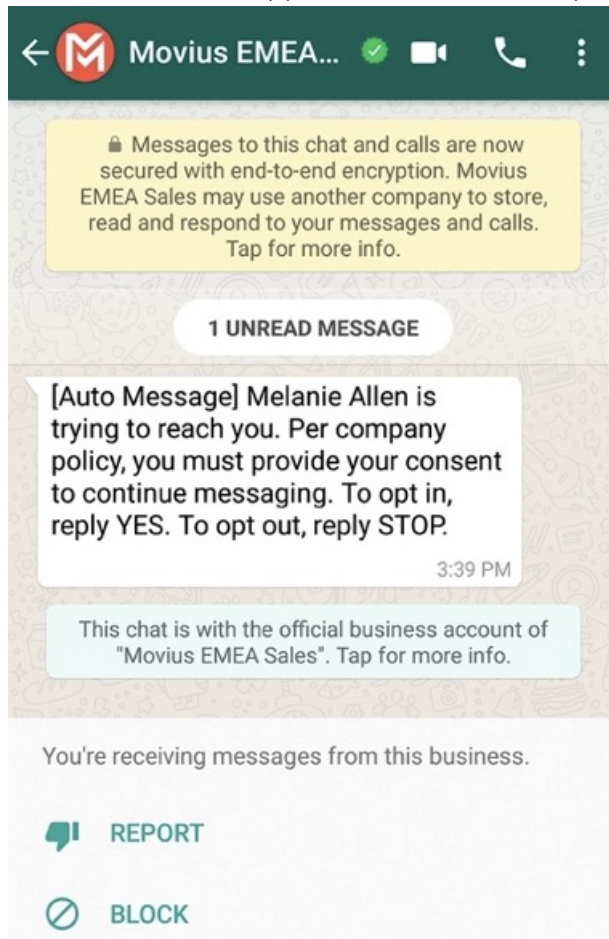 Movius EMEA...
Messages to this chat and calls are now
secured with end-to-end encryption. Movius
EMEA Sales may use another company to store,
read and respond to your messages and calls.
Tap for more info.
1 UNREAD MESSAGE
[Auto Message] Melanie Allen is
trying to reach you. Per company
policy, you must provide your consent
to continue messaging. To opt in,
reply YES. To opt out, reply STOP.
3:39 PM
This chat is with the official business account of
"Movius EMEA Sales". Tap for more info.
You're receiving messages from this business.
REPORT
BLOCK